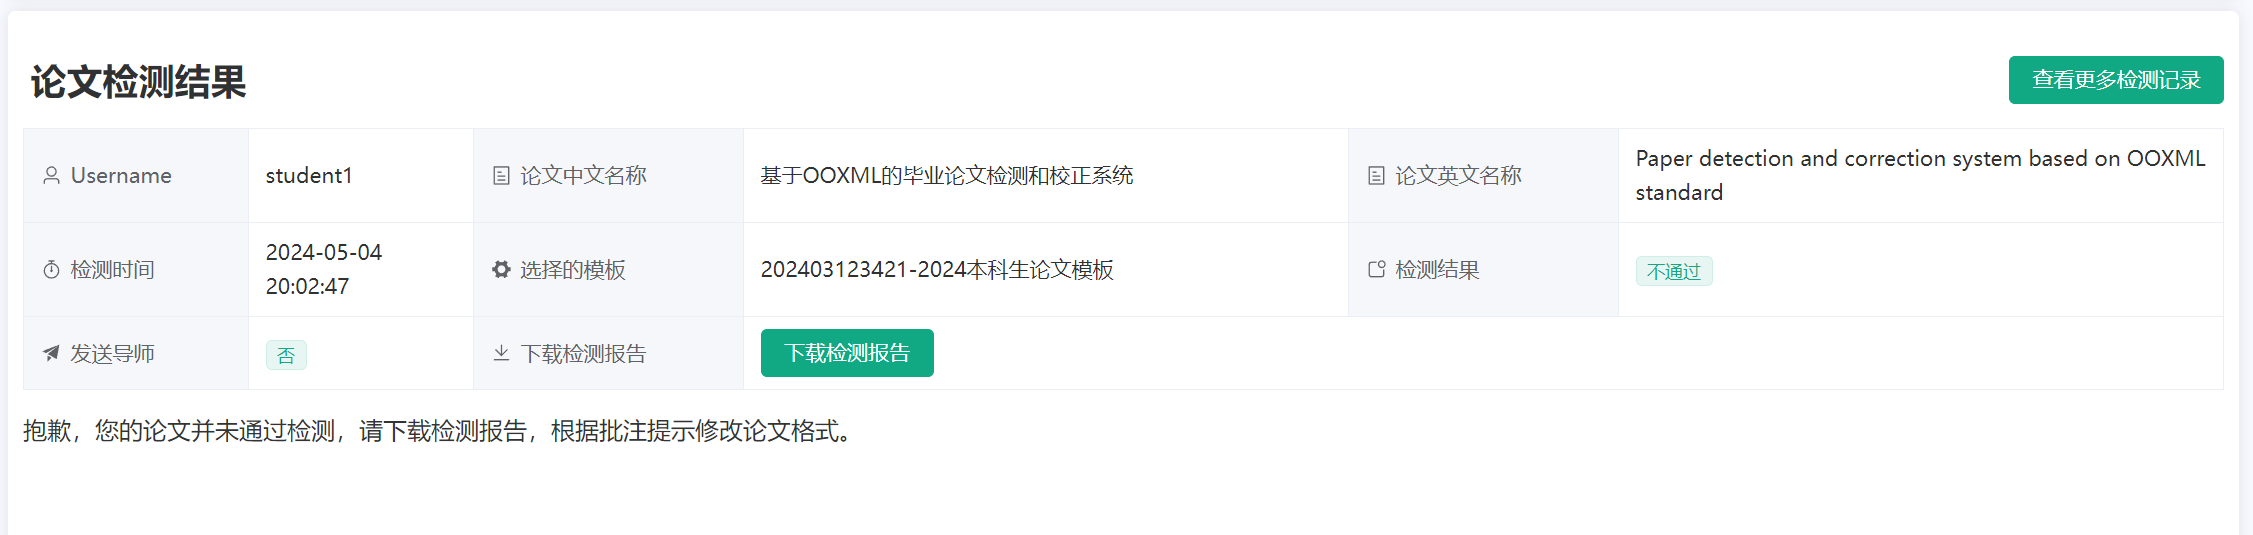 论文检测结果
查看更多检测记录
Username
student1
论文中文名称
基于OOXML的毕业论文检测和校正系统
论文英文名称
Paper detection and correction system based on OOXML
standard
检测时间
2024-05-04
20:02:47
选择的模板
202403123421-2024本科生论文模板
检测结果
不通过
发送导师
否
下载检测报告
下载检测报告
抱歉，您的论文并未通过检测，请下载检测报告，根据批注提示修改论文格式。